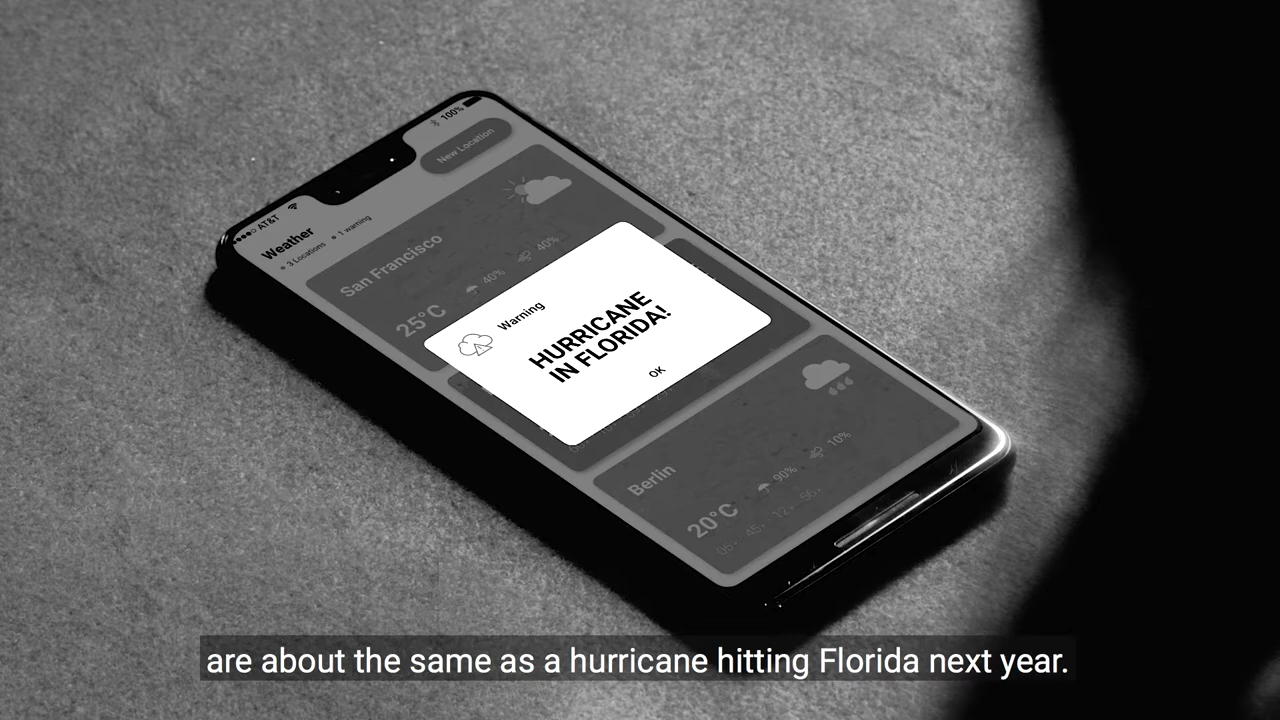 AT&T
100%
Weather
3 Locations
1 warning
New Location
San Francisco
25°C
40%
40%
Warning
HURRICANE
IN FLORIDA!
OK
Berlin
20°C
90%
10%
are about the same as a hurricane hitting Florida next year.